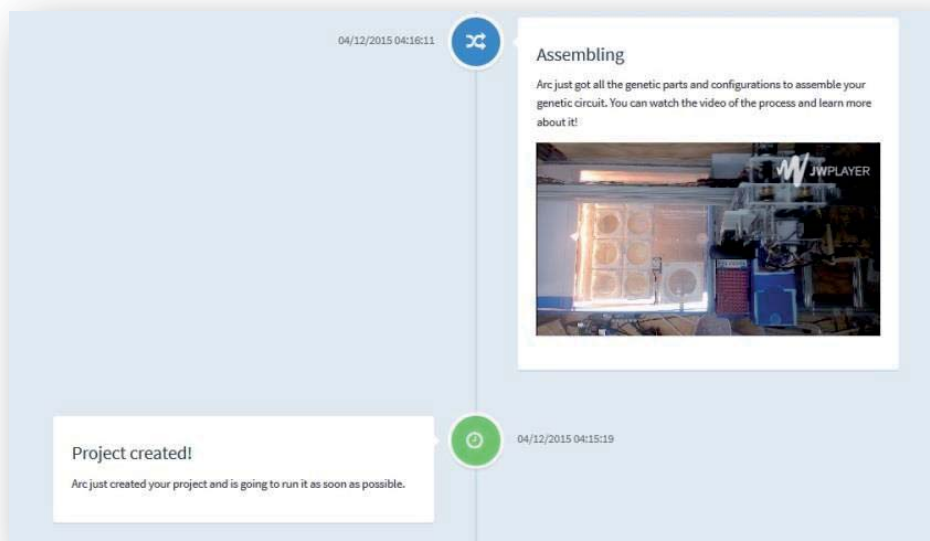 04/12/2015 04:16:11
Assembling
Arc just got all the genetic parts and configurations to assemble your
genetic circuit. You can watch the video of the process and learn more
about it!
JWPLAYER
04/12/2015 04:15:19
Project created!
Arc just created your project and is going to run it as soon as possible.